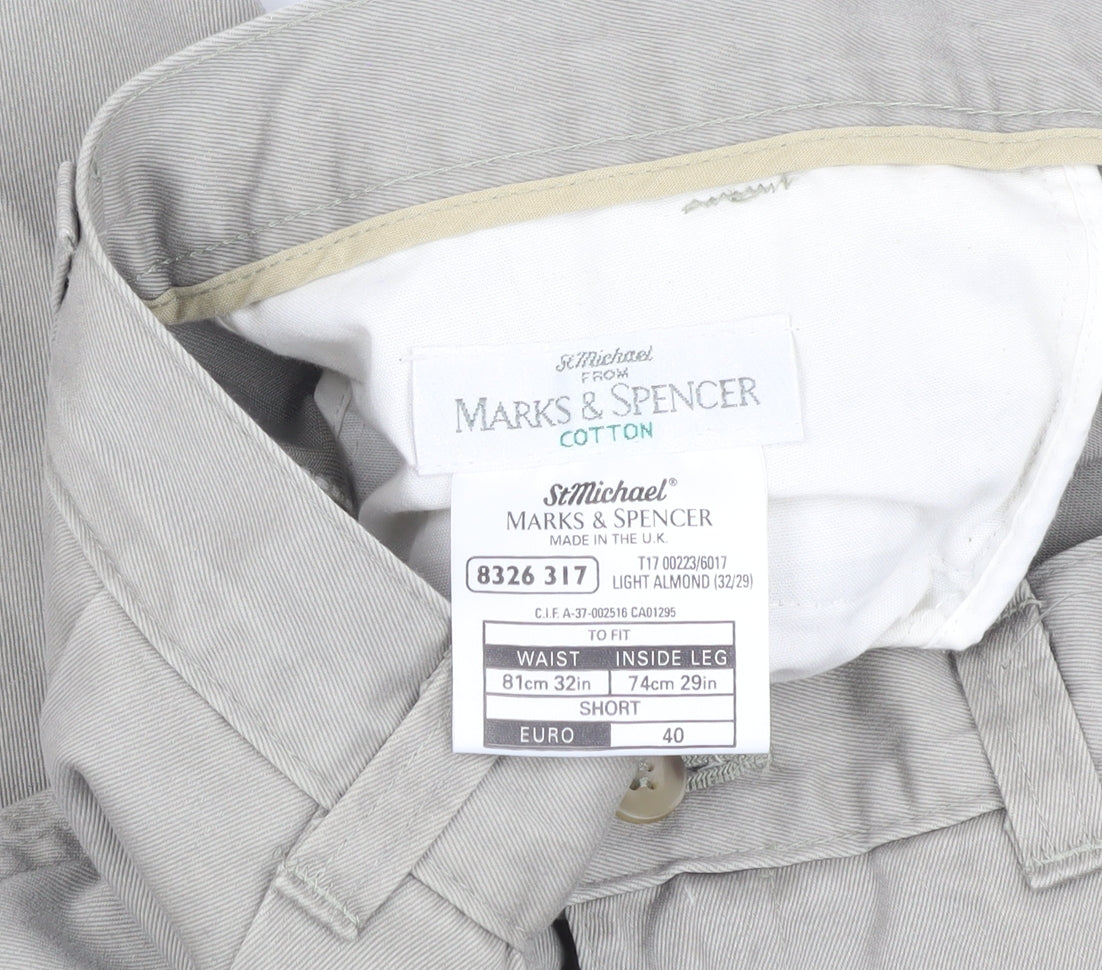 St Michael
FROM
MARKS & SPENCER
COTTON
St Michael®
MARKS & SPENCER
MADE IN THE U.K.
8326 317
T17 00223/6017
LIGHT ALMOND (32/29)
C.I.F. A-37-002516 CA01295
TO FIT
WAIST INSIDE LEG
81cm 32in 74cm 29in
SHORT
EURO 40